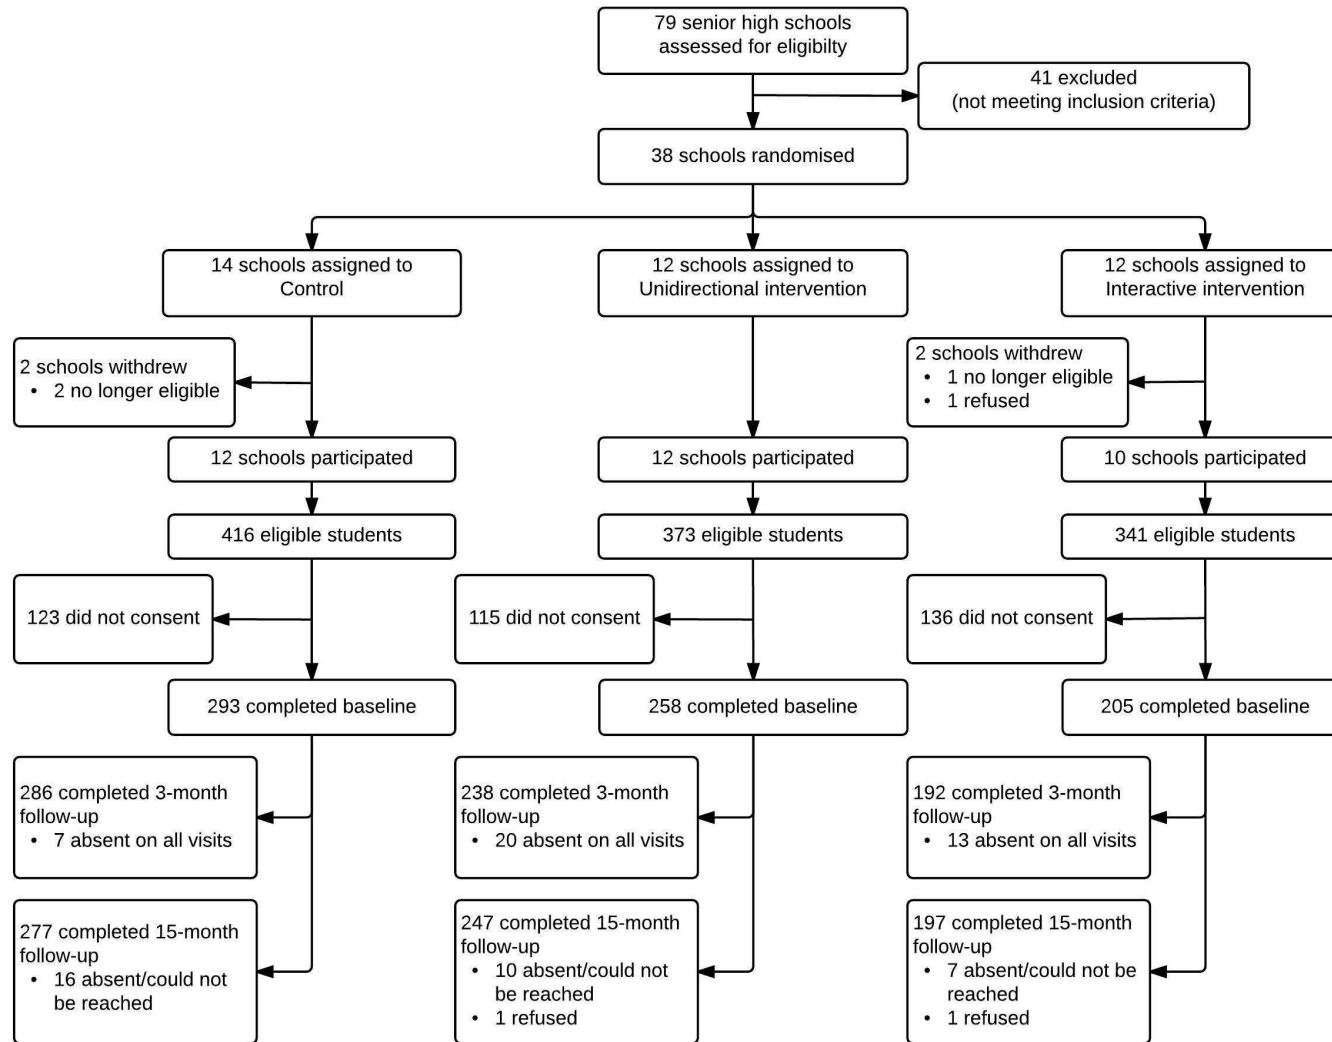 79 senior high schools
assessed for eligibilty
41 excluded
(not meeting inclusion criteria)
38 schools randomised
14 schools assigned to
Control
12 schools assigned to
Unidirectional intervention
12 schools assigned to
Interactive intervention
2 schools withdrew
• 2 no longer eligible
2 schools withdrew
• 1 no longer eligible
• 1 refused
12 schools participated
12 schools participated
10 schools participated
416 eligible students
373 eligible students
341 eligible students
123 did not consent
115 did not consent
136 did not consent
293 completed baseline
258 completed baseline
205 completed baseline
286 completed 3-month
follow-up
• 7 absent on all visits
238 completed 3-month
follow-up
• 20 absent on all visits
192 completed 3-month
follow-up
• 13 absent on all visits
277 completed 15-month
follow-up
• 16 absent/could not
be reached
247 completed 15-month
follow-up
• 10 absent/could not
be reached
• 1 refused
197 completed 15-month
follow-up
• 7 absent/could not be
reached
• 1 refused